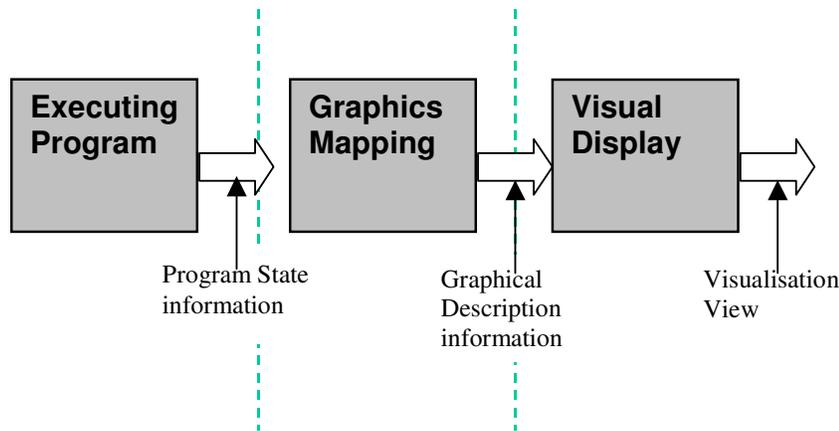 Executing
Program
Graphics
Mapping
Visual
Display
Program State
information
Graphical
Description
information
Visualisation
View